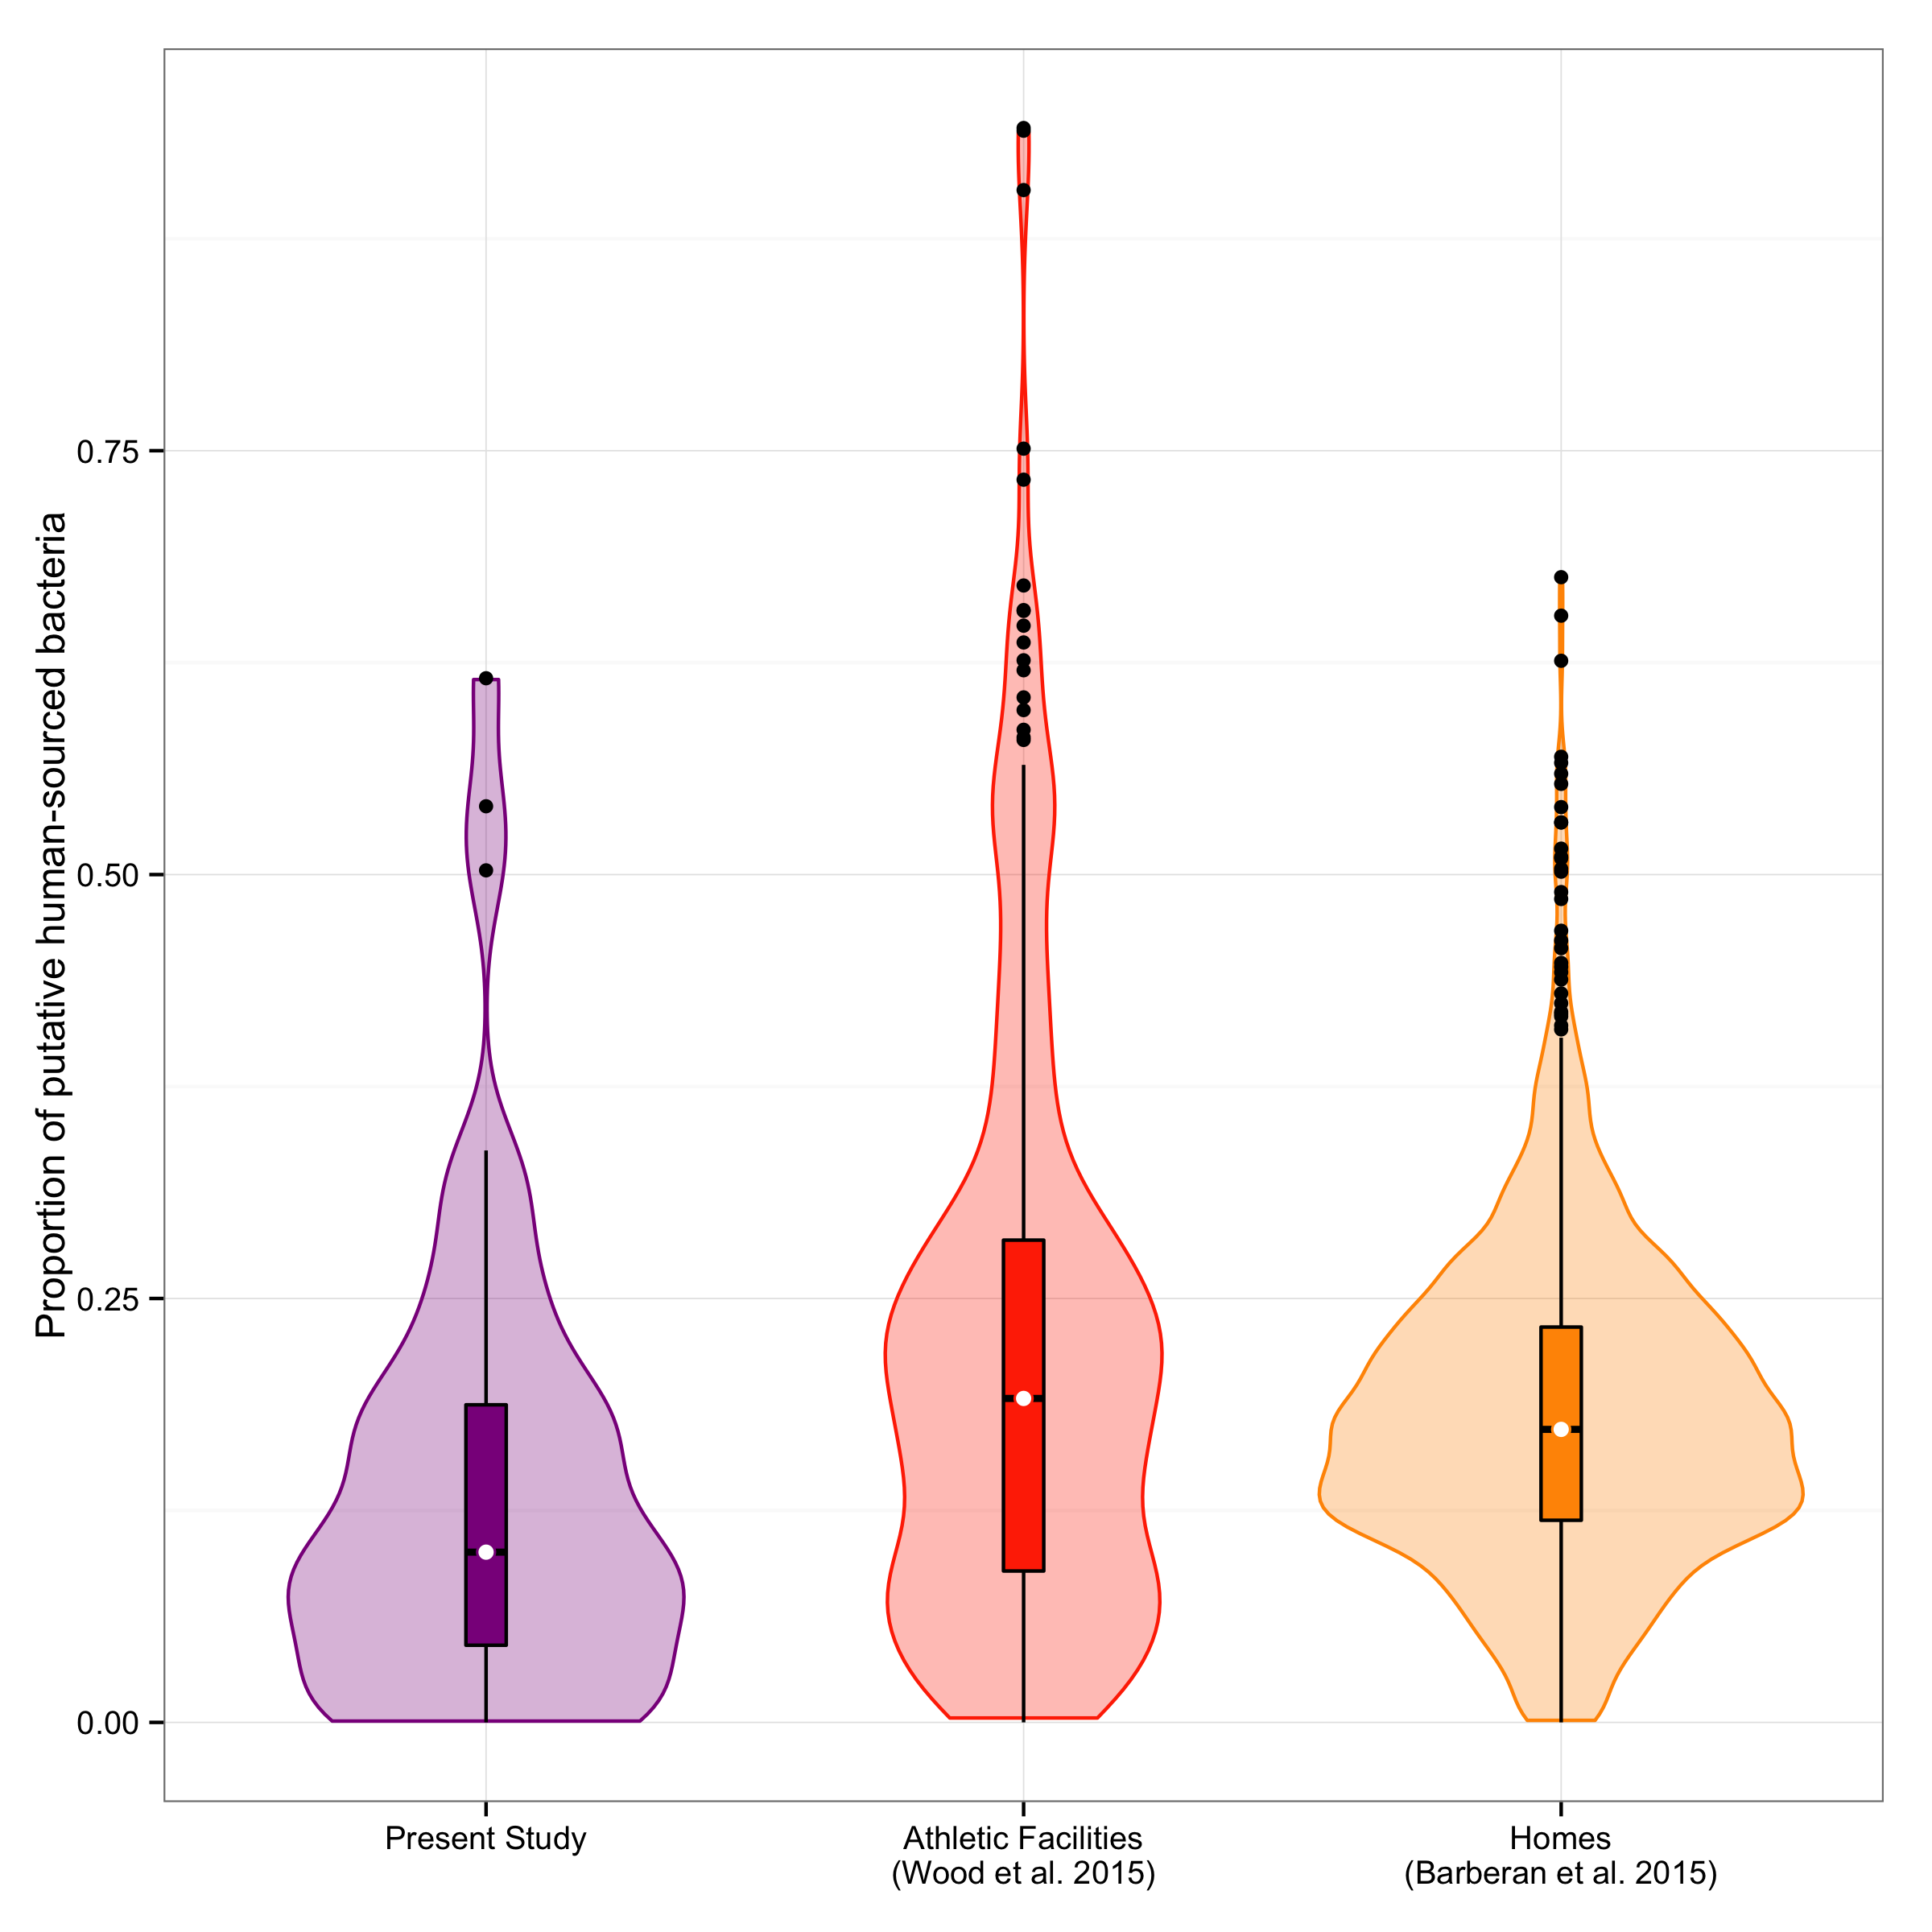 Proportion of putative human-sourced bacteria
0.75
0.50
0.25
0.00
Present Study
Athletic Facilities
(Wood et al. 2015)
Homes
(Barberan et al. 2015)